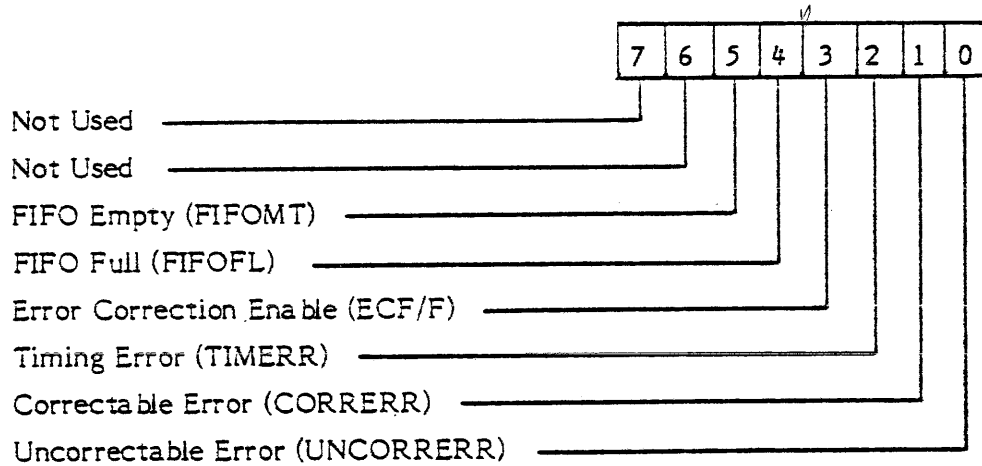 7 6 5 4 3 2 1 0
Not Used
Not Used
FIFO Empty (FIFOMT)
FIFO Full (FIFOFL)
Error Correction Enable (ECF/F)
Timing Error (TIMERR)
Correctable Error (CORRERR)
Uncorrectable Error (UNCORRERR)